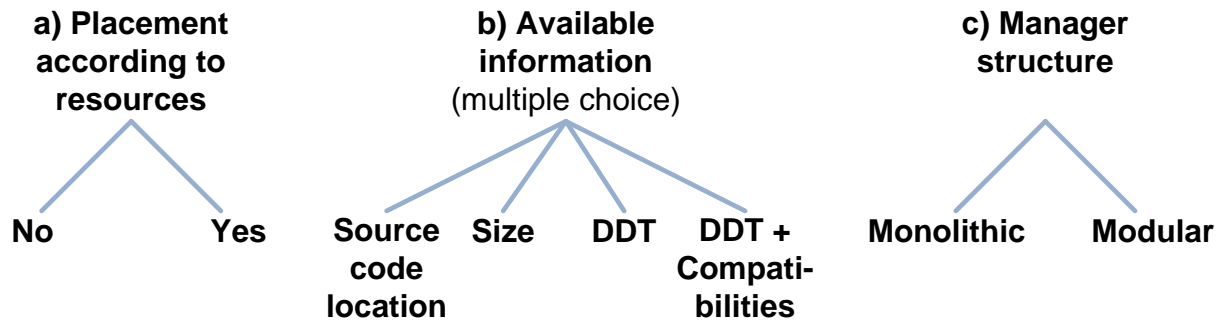 a) Placement
according to
resources
No
Yes
b) Available
information
(multiple choice)
Source
code
location
Size
DDT
DDT +
Compati-
bilities
c) Manager
structure
Monolithic
Modular